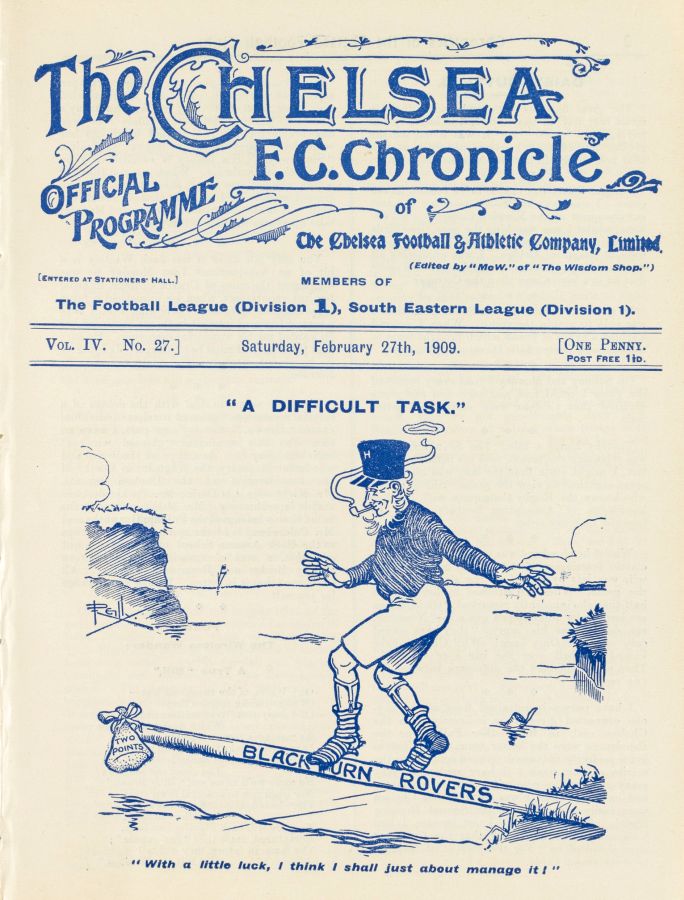 The CHELSEA
F.C. Chronicle
OFFICIAL
PROGRAMME
of
The Chelsea Football & Athletic Company, Limited.
(Edited by "MeW." of "The Wisdom Shop.")
[ENTERED AT STATIONERS' HALL.]
MEMBERS OF
The Football League (Division 1), South Eastern League (Division 1).
VOL. IV. No. 27.]
Saturday, February 27th, 1909.
[ONE PENNY.
POST FREE 1½D.
"A DIFFICULT TASK."
H
TWO
POINTS
BLACKBURN ROVERS
"With a little luck, I think I shall just about manage it!"